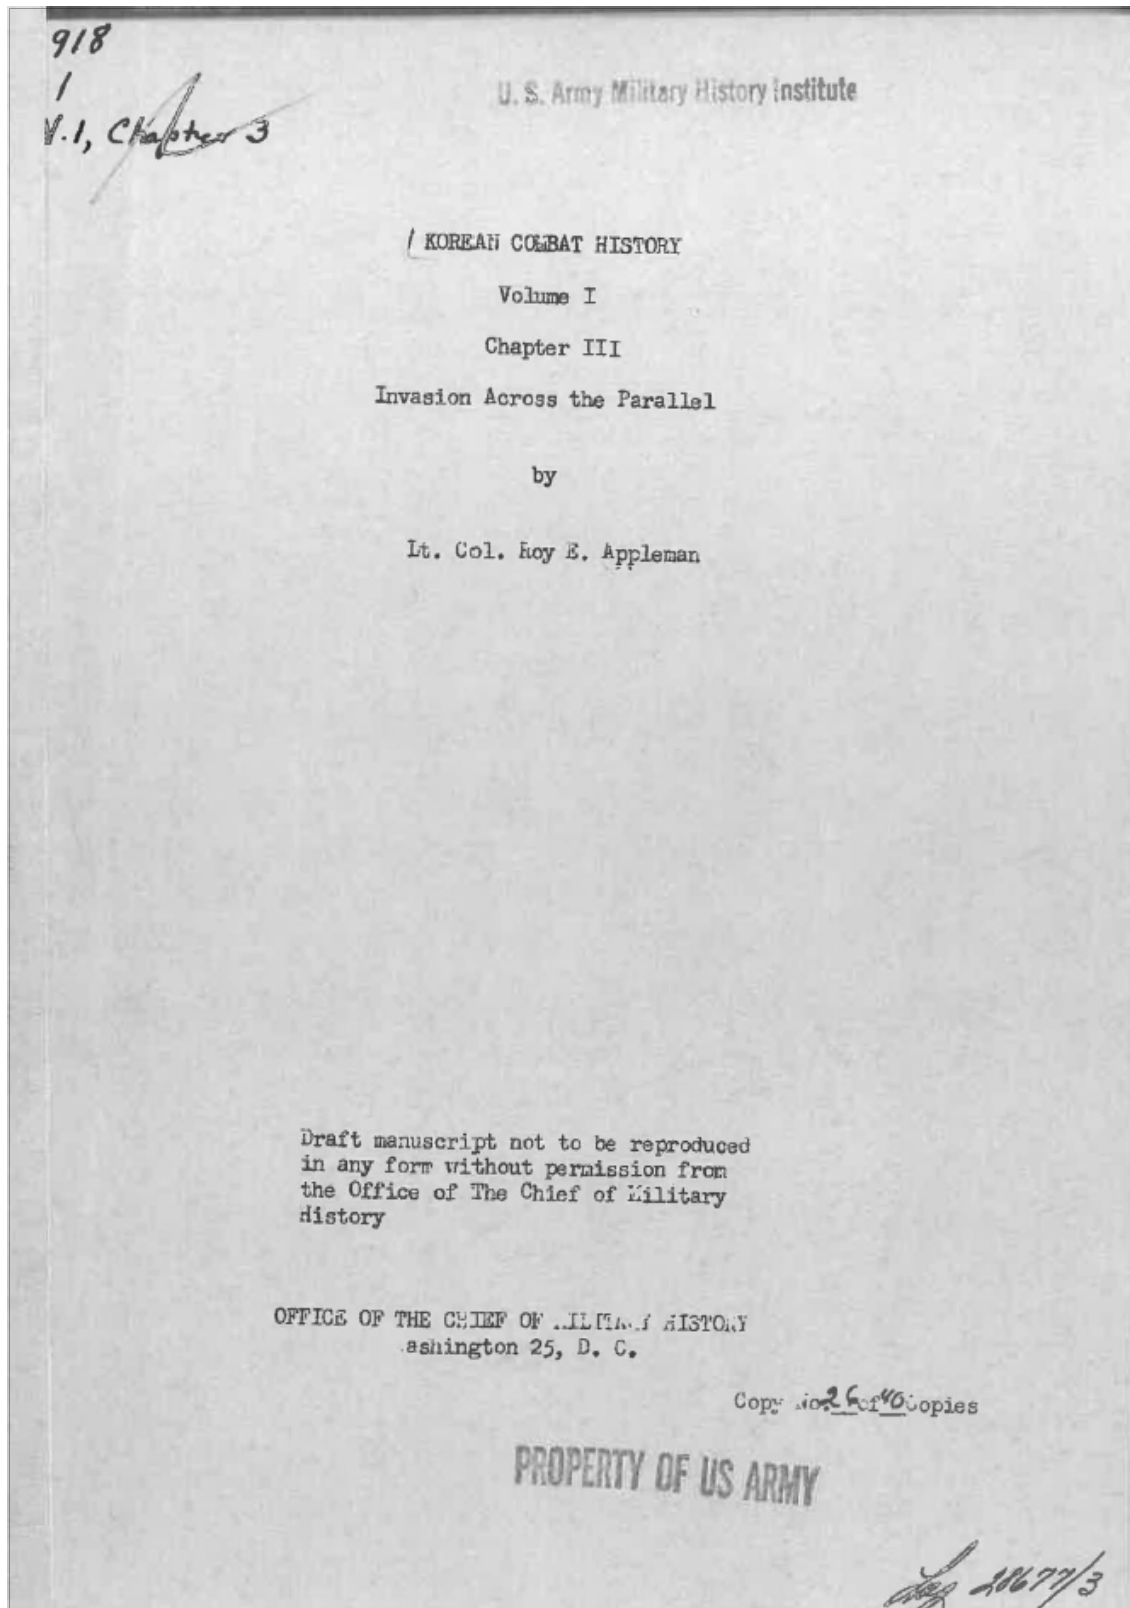 918
1
V.1, Chapter 3
U. S. Army Military History Institute
KOREAN COMBAT HISTORY
Volume I
Chapter III
Invasion Across the Parallel
by
Lt. Col. Roy E. Appleman
Draft manuscript not to be reproduced
in any form without permission from
the Office of The Chief of Military
History
OFFICE OF THE CHIEF OF MILITARY HISTORY
Washington 25, D. C.
Copy No. 26 of 40 Copies
PROPERTY OF US ARMY
28677/3